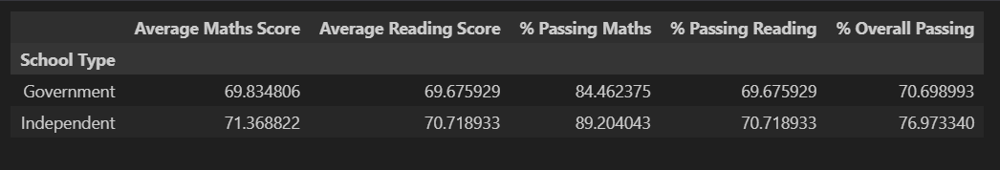 Average Maths Score Average Reading Score % Passing Maths % Passing Reading % Overall Passing
School Type
Government 69.834806 69.675929 84.462375 69.675929 70.698993
Independent 71.368822 70.718933 89.204043 70.718933 76.973340